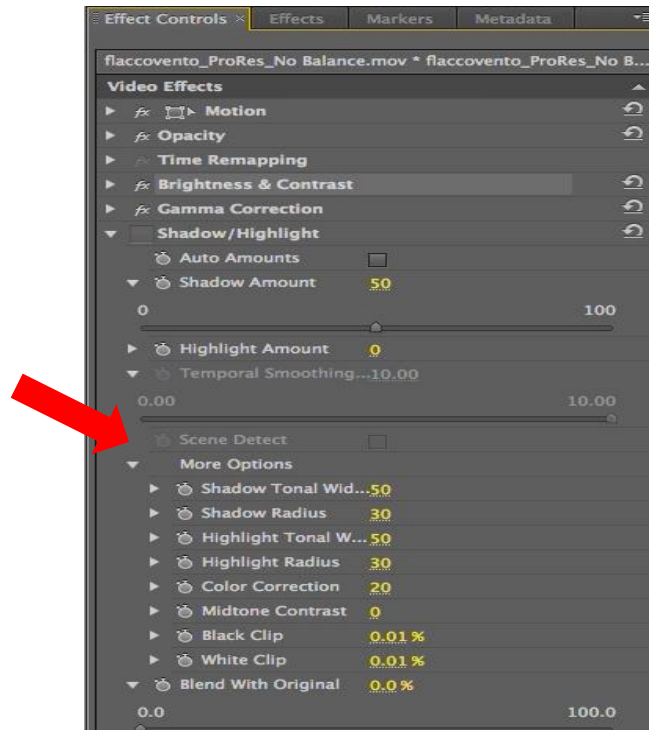 Effect Controls × Effects Markers Metadata
flaccovento_ProRes_No Balance.mov * flaccovento_ProRes_No B...
Video Effects
fx Motion
fx Opacity
Time Remapping
fx Brightness & Contrast
fx Gamma Correction
Shadow/Highlight
Auto Amounts
Shadow Amount 50
0 100
Highlight Amount 0
Temporal Smoothing...10.00
0.00 10.00
Scene Detect
More Options
Shadow Tonal Wid...50
Shadow Radius 30
Highlight Tonal W...50
Highlight Radius 30
Color Correction 20
Midtone Contrast 0
Black Clip 0.01 %
White Clip 0.01 %
Blend With Original 0.0 %
0.0 100.0